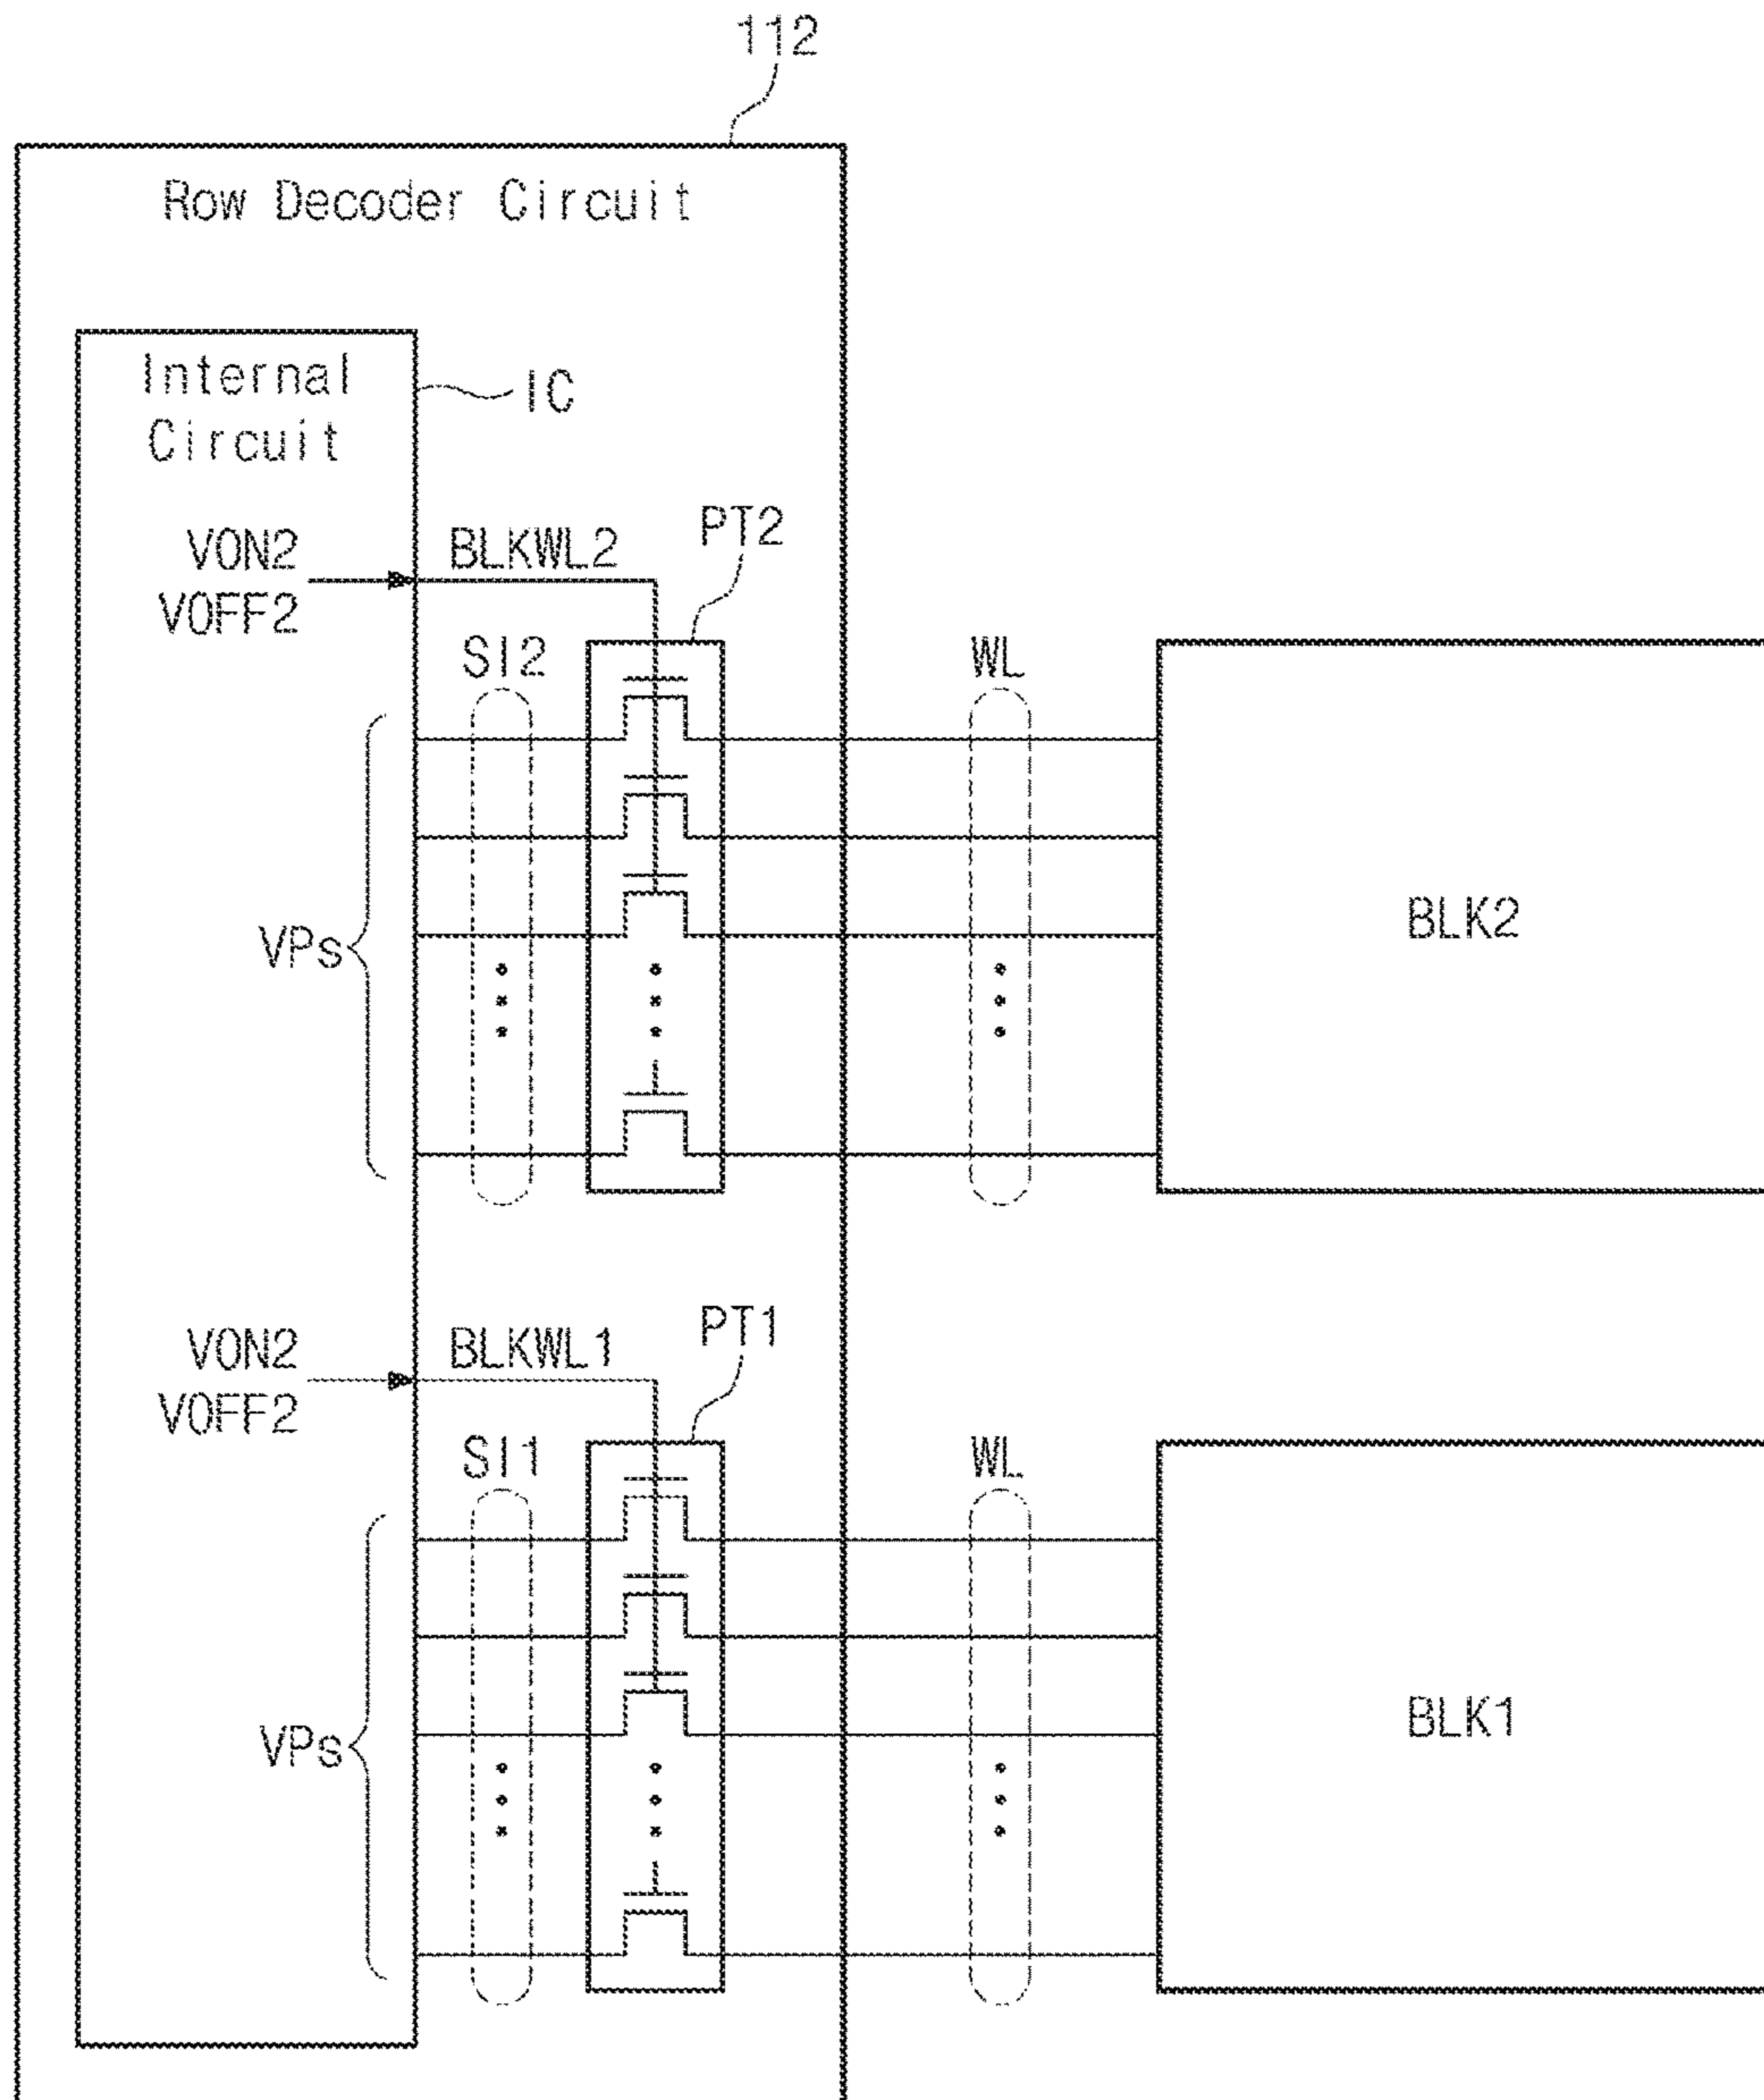 112
Row Decoder Circuit
Internal
Circuit
IC
VON2
VOFF2
BLKWL2
PT2
SI2
WL
VPs
BLK2
VON2
VOFF2
BLKWL1
PT1
SI1
WL
VPs
BLK1